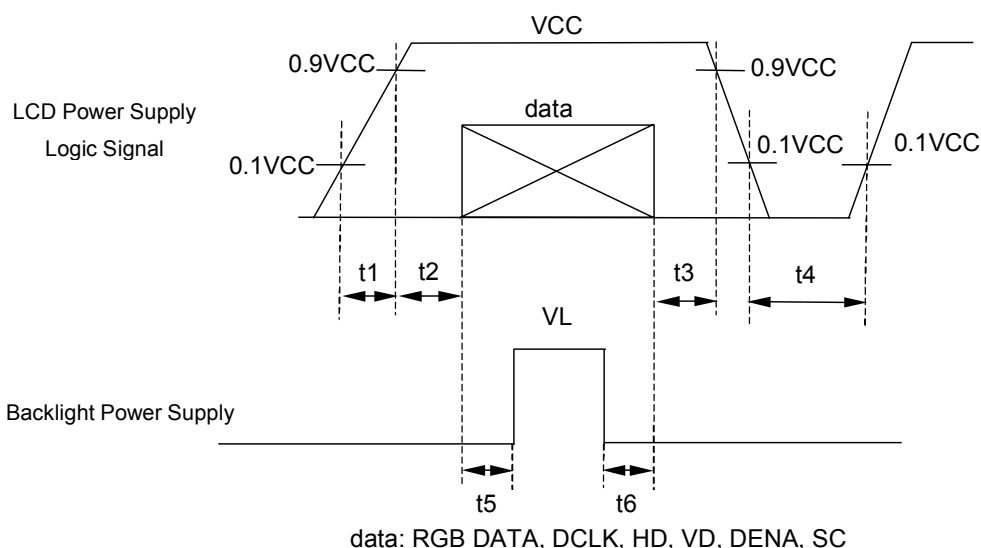 VCC
0.9VCC
0.9VCC
LCD Power Supply
Logic Signal
data
0.1VCC
0.1VCC
0.1VCC
t1
t2
t3
t4
VL
Backlight Power Supply
t5
t6
data: RGB DATA, DCLK, HD, VD, DENA, SC